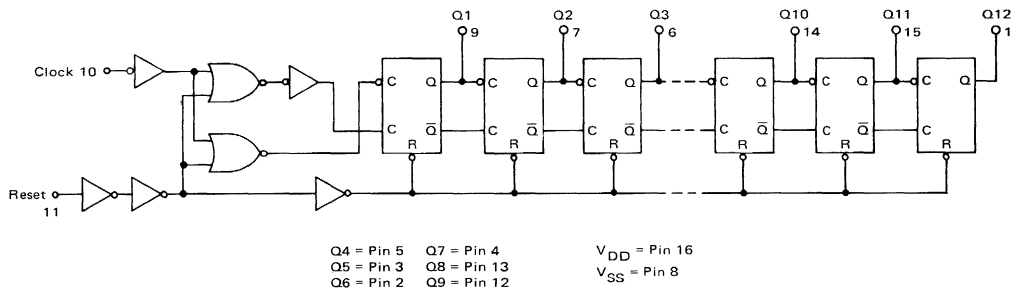 Q1 Q2 Q3 Q10 Q11 Q12
9 7 6 14 15 1
Clock 10
C Q C Q C Q C Q C Q C Q
C Q̅ C Q̅ C Q̅ C Q̅ C Q̅ C
R R R R R R
Reset
11
Q4 = Pin 5 Q7 = Pin 4
Q5 = Pin 3 Q8 = Pin 13
Q6 = Pin 2 Q9 = Pin 12
VDD = Pin 16
VSS = Pin 8